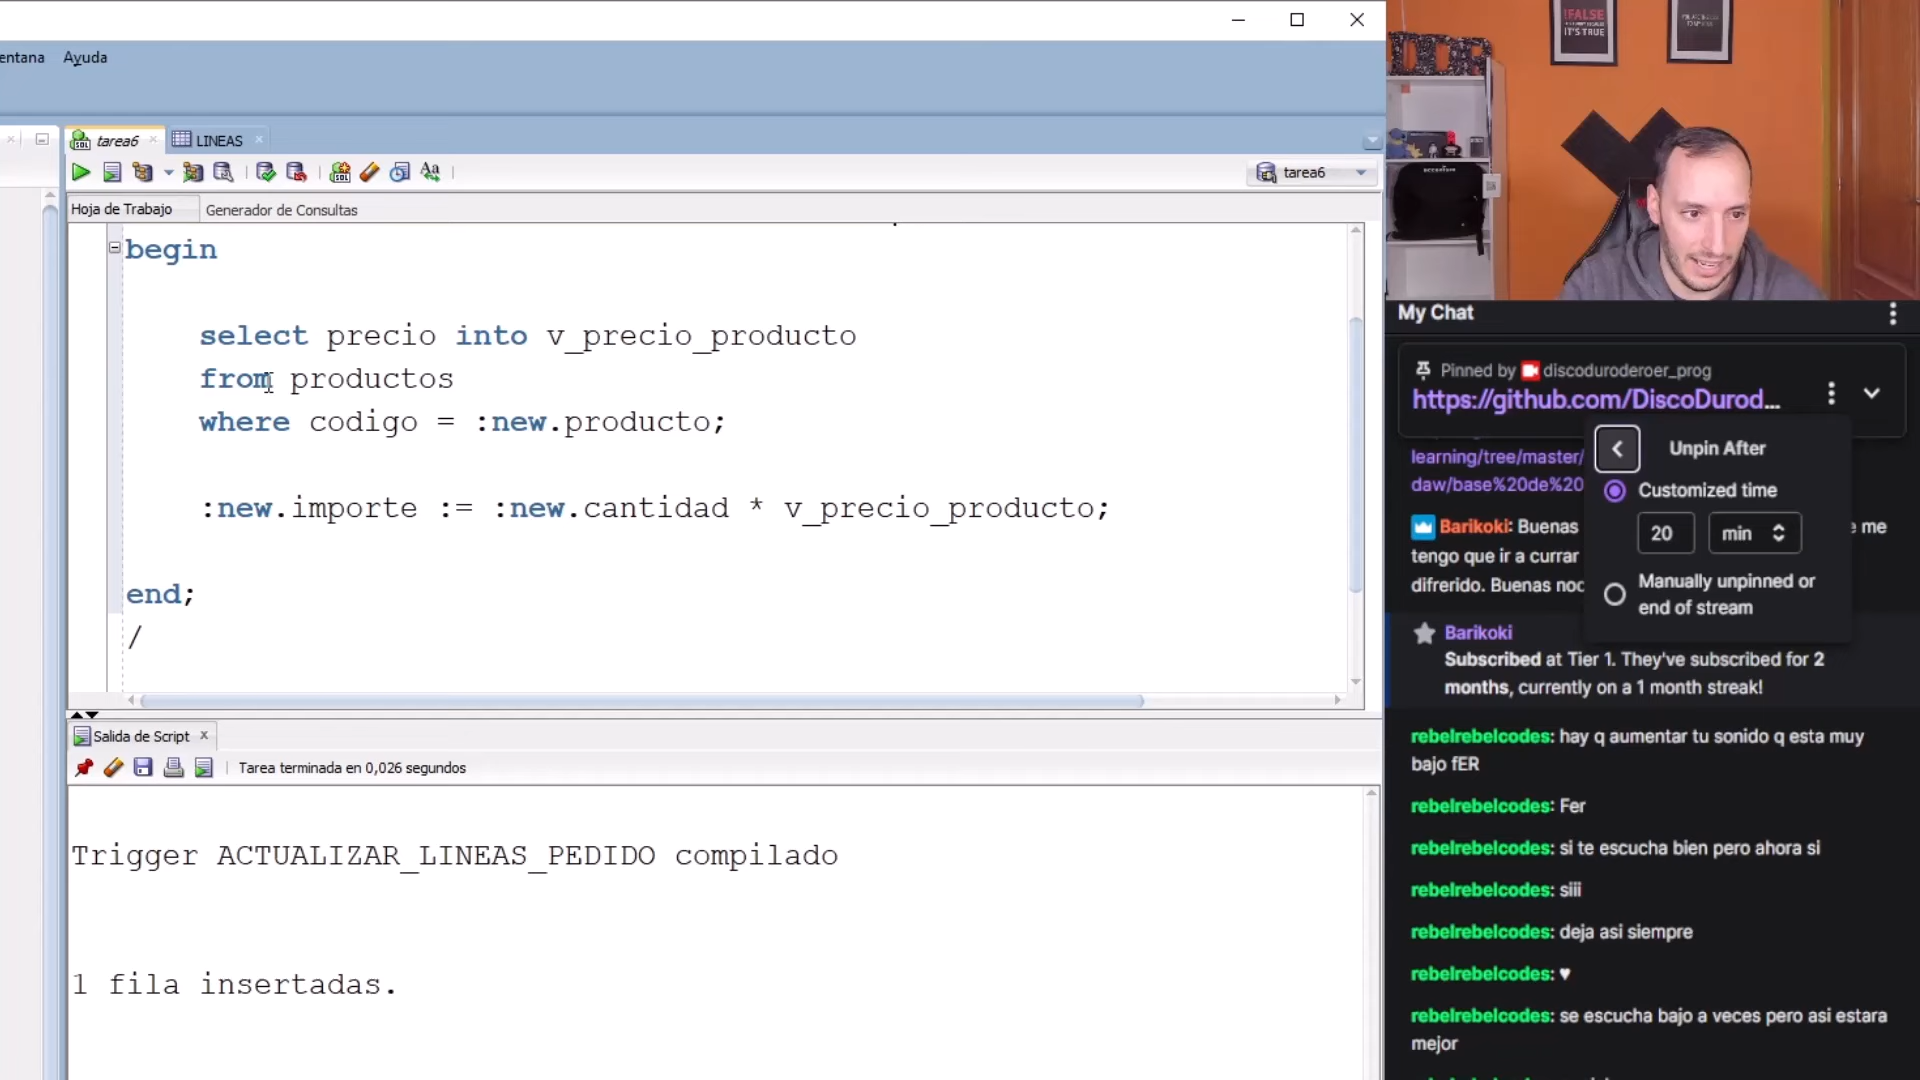 entana Ayuda
tarea6 LINEAS
tarea6
Hoja de Trabajo Generador de Consultas
begin
select precio into v_precio_producto
from productos
where codigo = :new.producto;
:new.importe := :new.cantidad * v_precio_producto;
end;
/
Salida de Script
Tarea terminada en 0,026 segundos
Trigger ACTUALIZAR_LINEAS_PEDIDO compilado
1 fila insertadas.
!FALSE
IT'S TRUE
My Chat
Pinned by discoduroderoer_prog
https://github.com/DiscoDurod...
Unpin After
Customized time
20 min
Manually unpinned or
end of stream
learning/tree/master/
daw/base%20de%20
Barikoki: Buenas e me
tengo que ir a currar
difrerido. Buenas noc
Barikoki
Subscribed at Tier 1. They've subscribed for 2
months, currently on a 1 month streak!
rebelrebelcodes: hay q aumentar tu sonido q esta muy
bajo fER
rebelrebelcodes: Fer
rebelrebelcodes: si te escucha bien pero ahora si
rebelrebelcodes: siii
rebelrebelcodes: deja asi siempre
rebelrebelcodes: ♥
rebelrebelcodes: se escucha bajo a veces pero asi estara
mejor